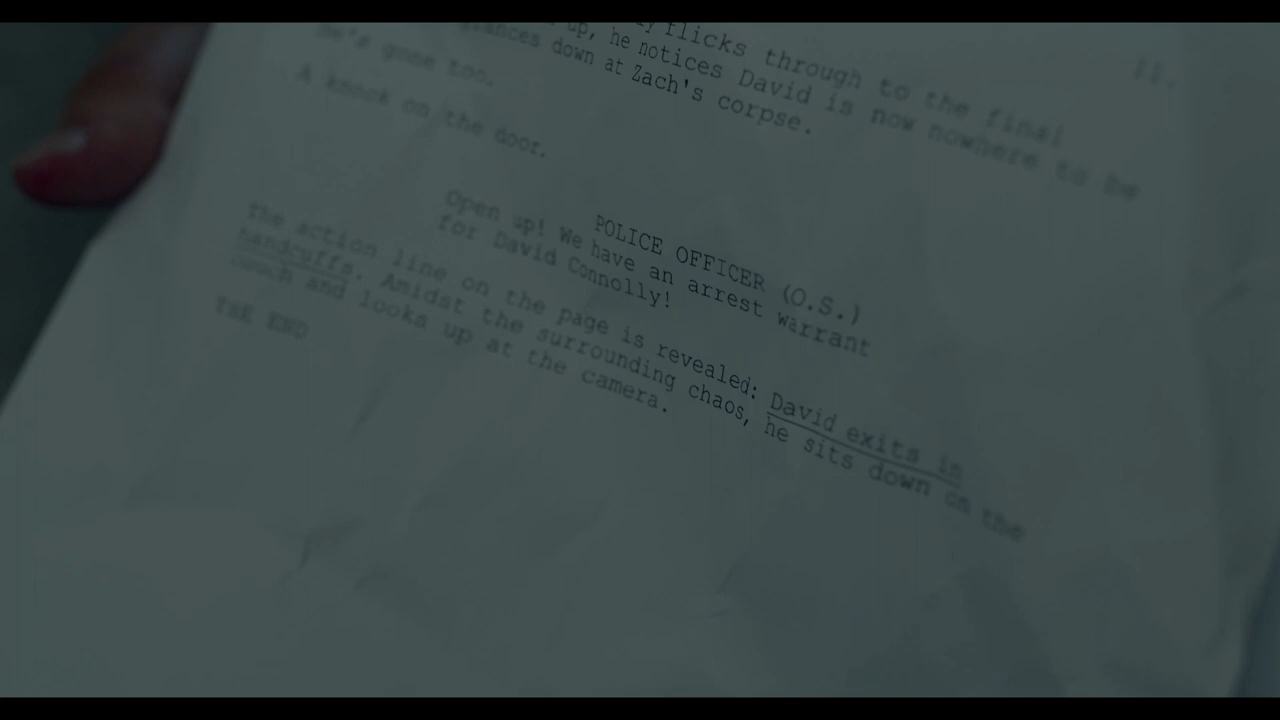 11.
flicks through to the final
up, he notices David is now nowhere to be
glances down at Zach's corpse.
He's gone too.
A knock on the door.
POLICE OFFICER (O.S.)
Open up! We have an arrest warrant
for David Connolly!
The action line on the page is revealed: David exits in
handcuffs. Amidst the surrounding chaos, he sits down on the
couch and looks up at the camera.
THE END